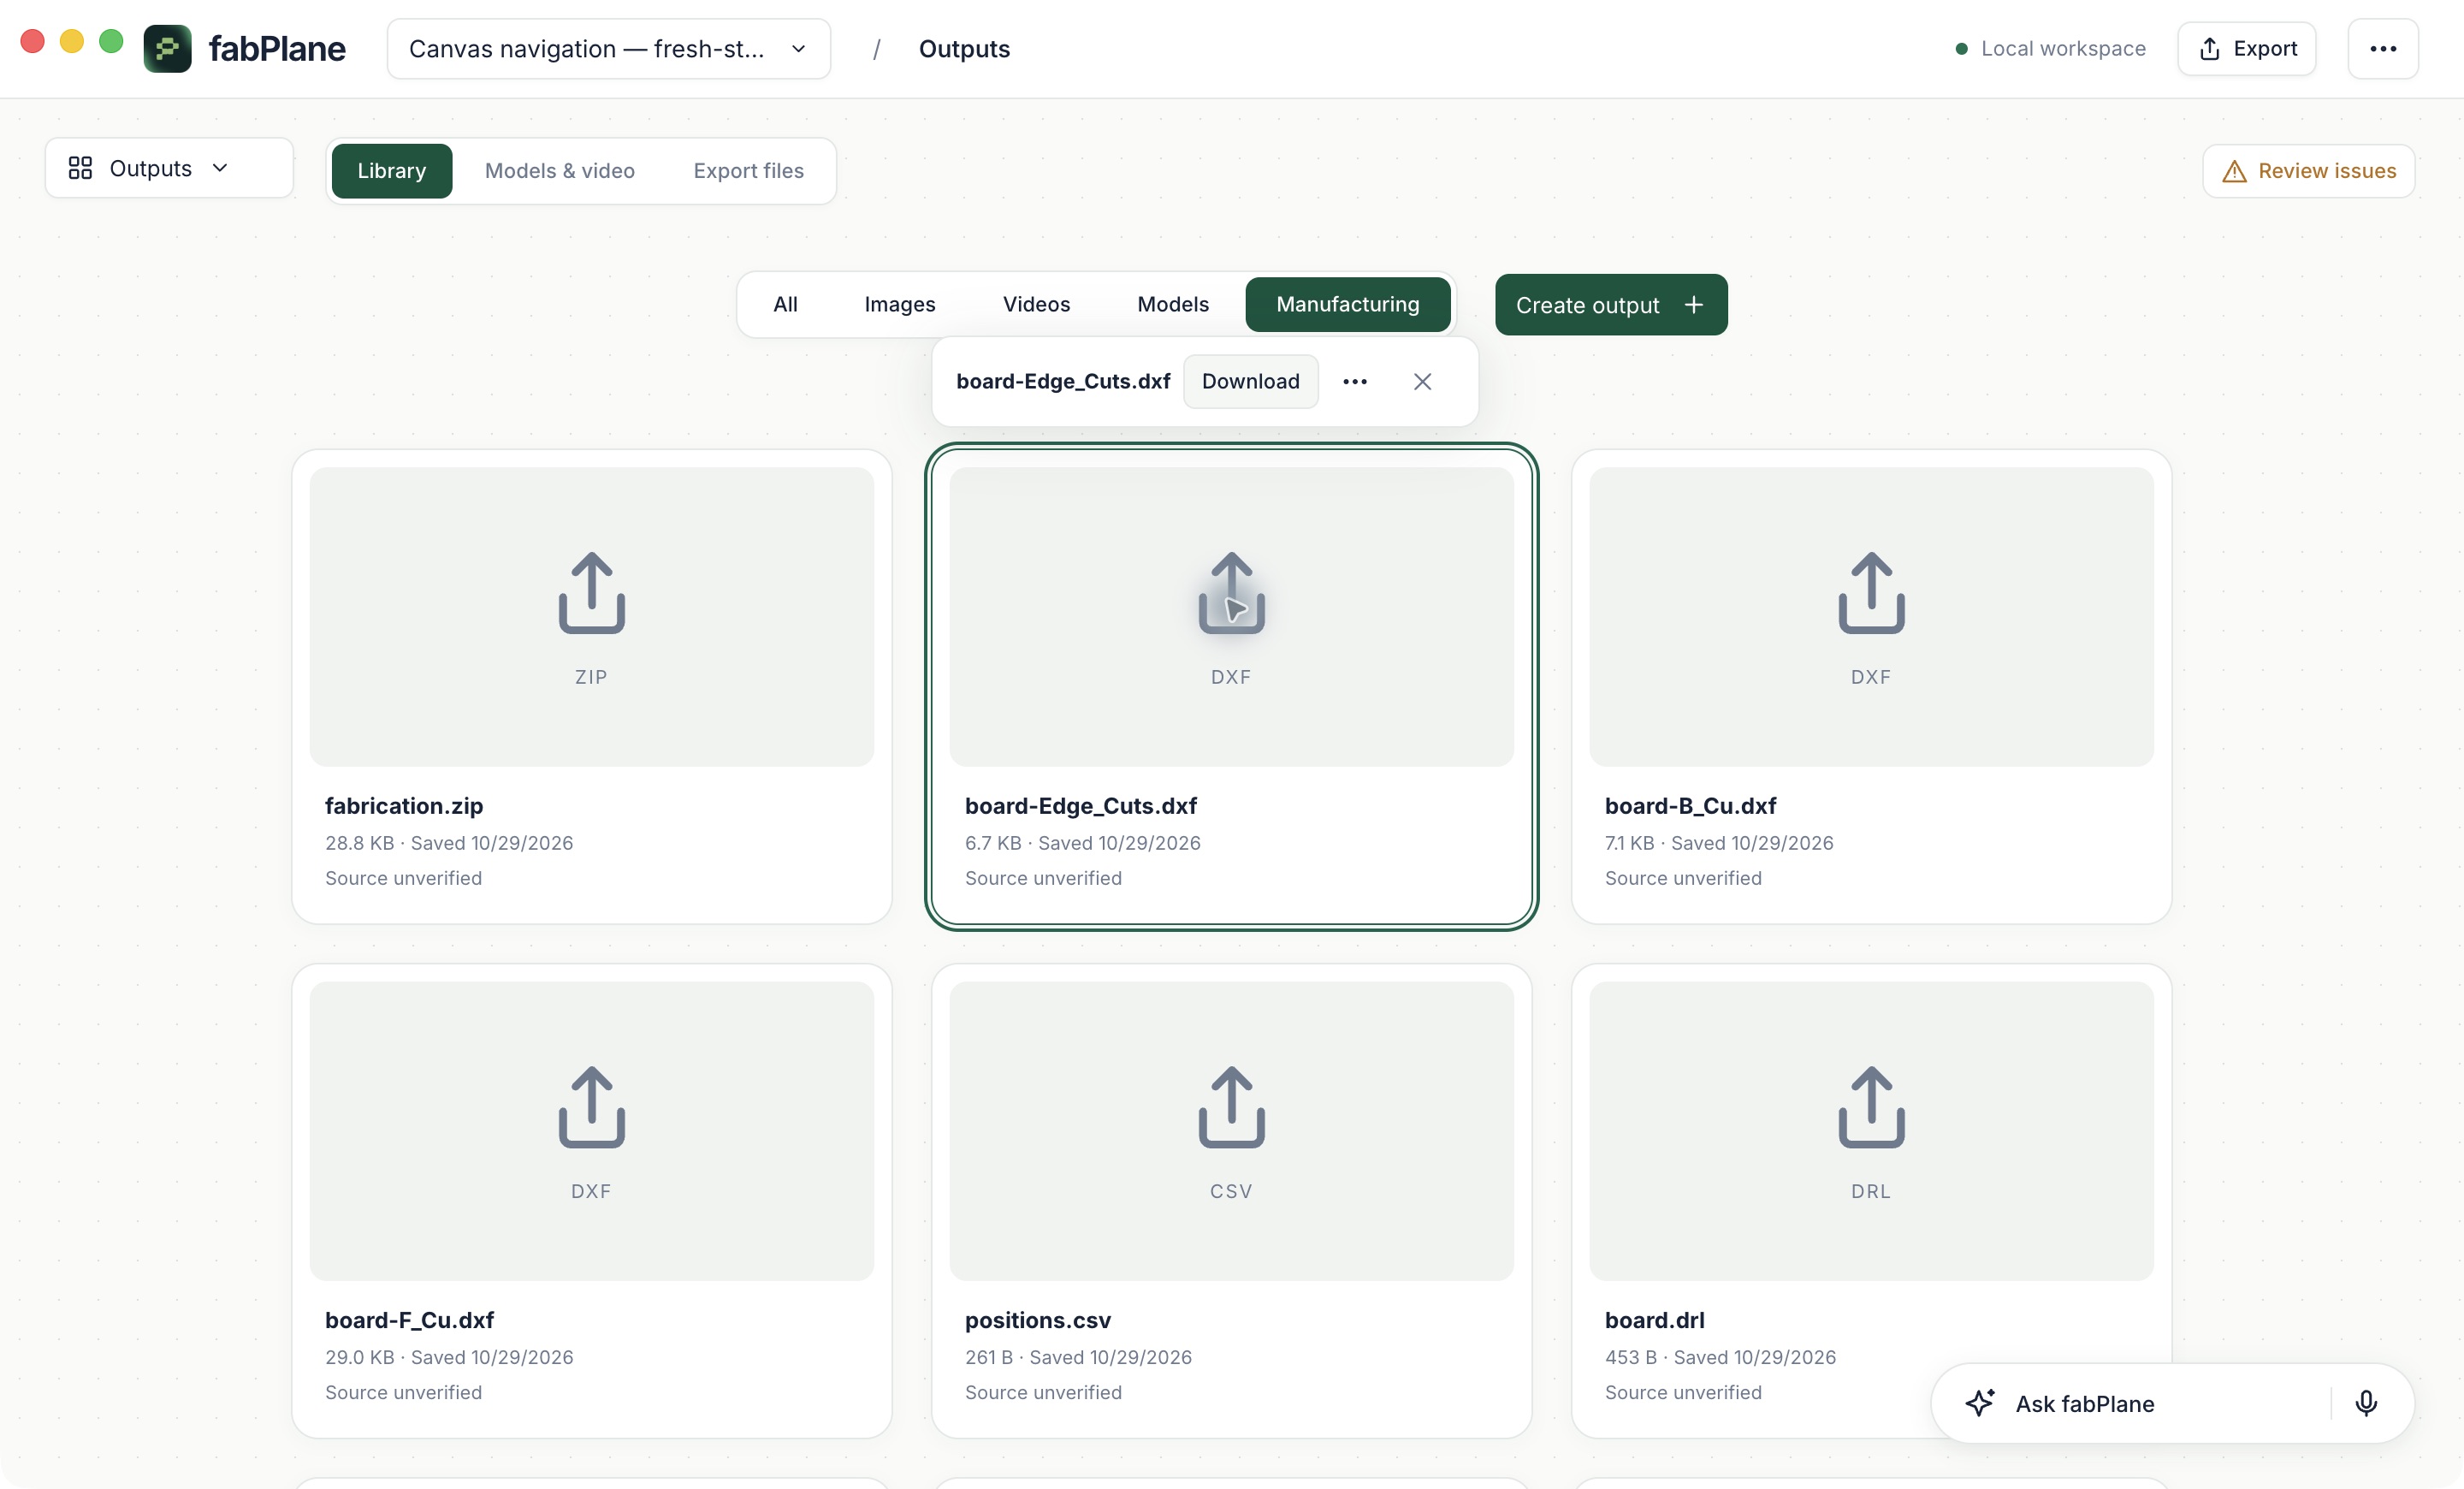 fabPlane
Canvas navigation — fresh-st...
/
Outputs
Local workspace
Export
Outputs
Library
Models & video
Export files
Review issues
All
Images
Videos
Models
Manufacturing
Create output
board-Edge_Cuts.dxf
Download
ZIP
fabrication.zip
28.8 KB · Saved 10/29/2026
Source unverified
DXF
board-Edge_Cuts.dxf
6.7 KB · Saved 10/29/2026
Source unverified
DXF
board-B_Cu.dxf
7.1 KB · Saved 10/29/2026
Source unverified
DXF
board-F_Cu.dxf
29.0 KB · Saved 10/29/2026
Source unverified
CSV
positions.csv
261 B · Saved 10/29/2026
Source unverified
DRL
board.drl
453 B · Saved 10/29/2026
Source unverified
Ask fabPlane